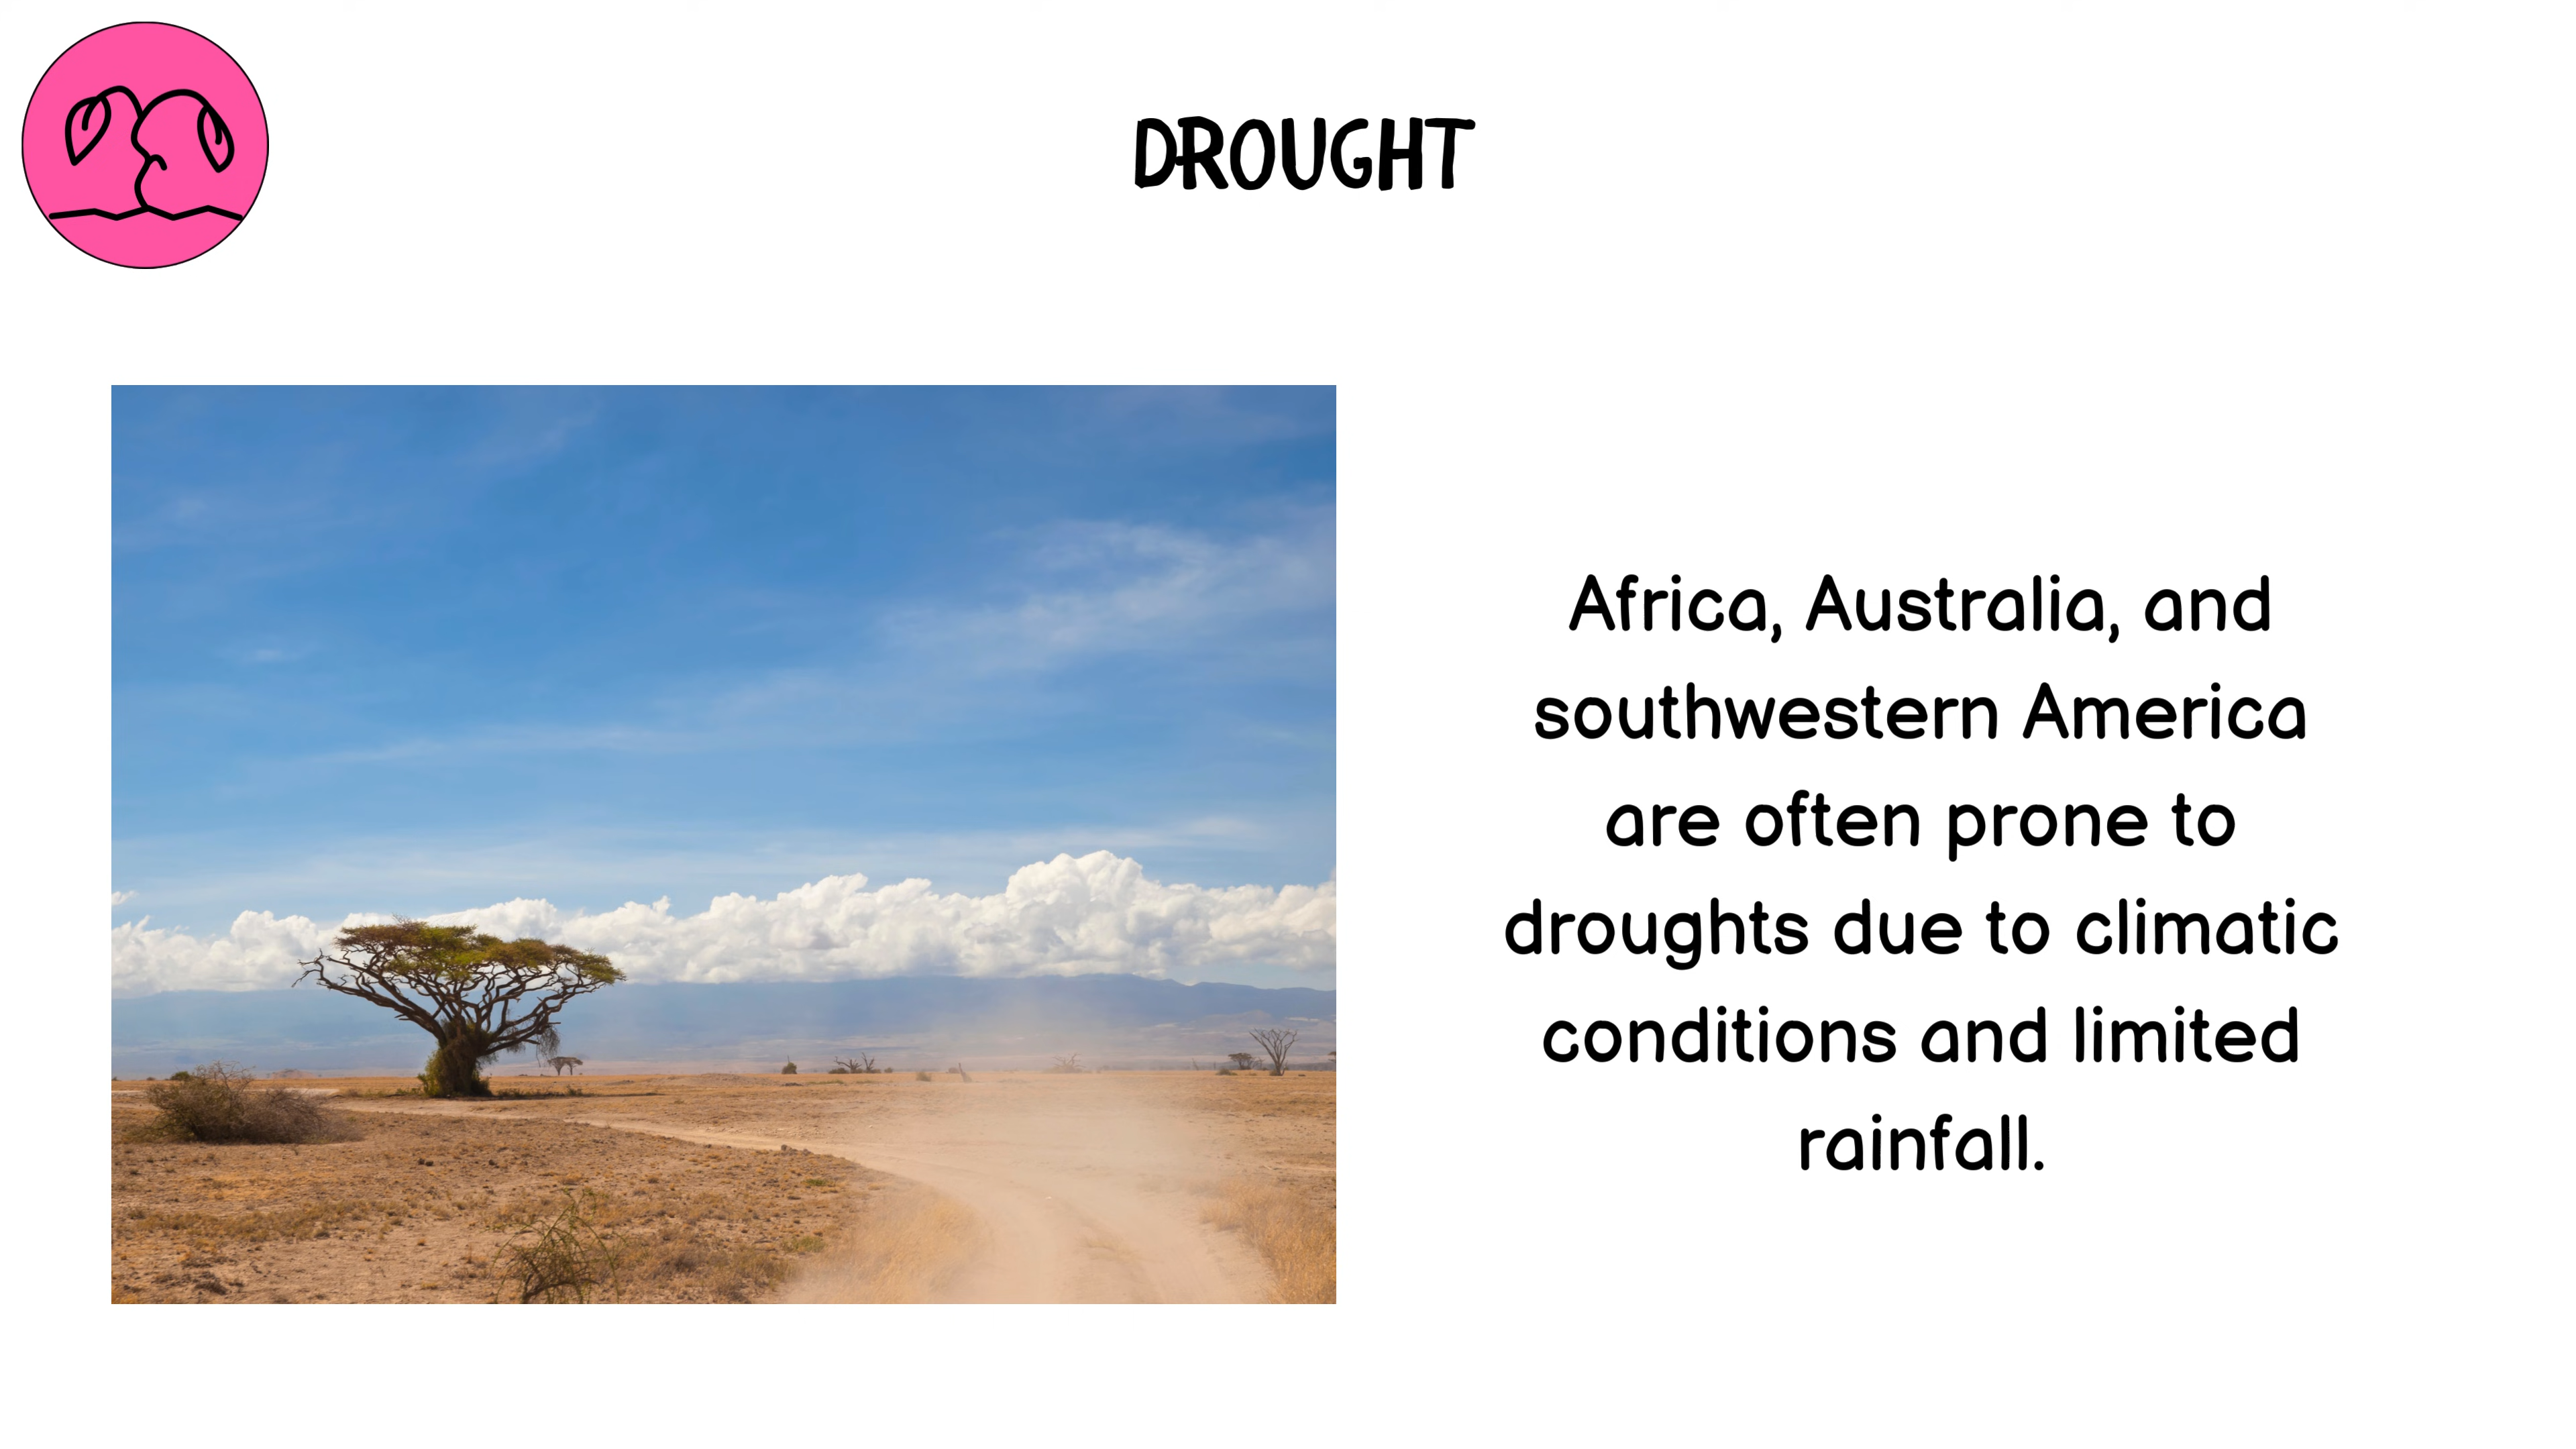 DROUGHT
Africa, Australia, and
southwestern America
are often prone to
droughts due to climatic
conditions and limited
rainfall.